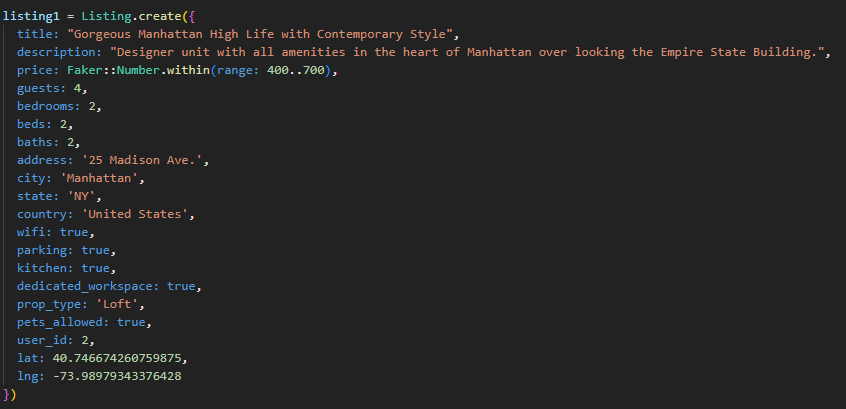 listing1 = Listing.create({
title: "Gorgeous Manhattan High Life with Contemporary Style",
description: "Designer unit with all amenities in the heart of Manhattan over looking the Empire State Building.",
price: Faker::Number.within(range: 400..700),
guests: 4,
bedrooms: 2,
beds: 2,
baths: 2,
address: '25 Madison Ave.',
city: 'Manhattan',
state: 'NY',
country: 'United States',
wifi: true,
parking: true,
kitchen: true,
dedicated_workspace: true,
prop_type: 'Loft',
pets_allowed: true,
user_id: 2,
lat: 40.746674260759875,
lng: -73.98979343376428
})